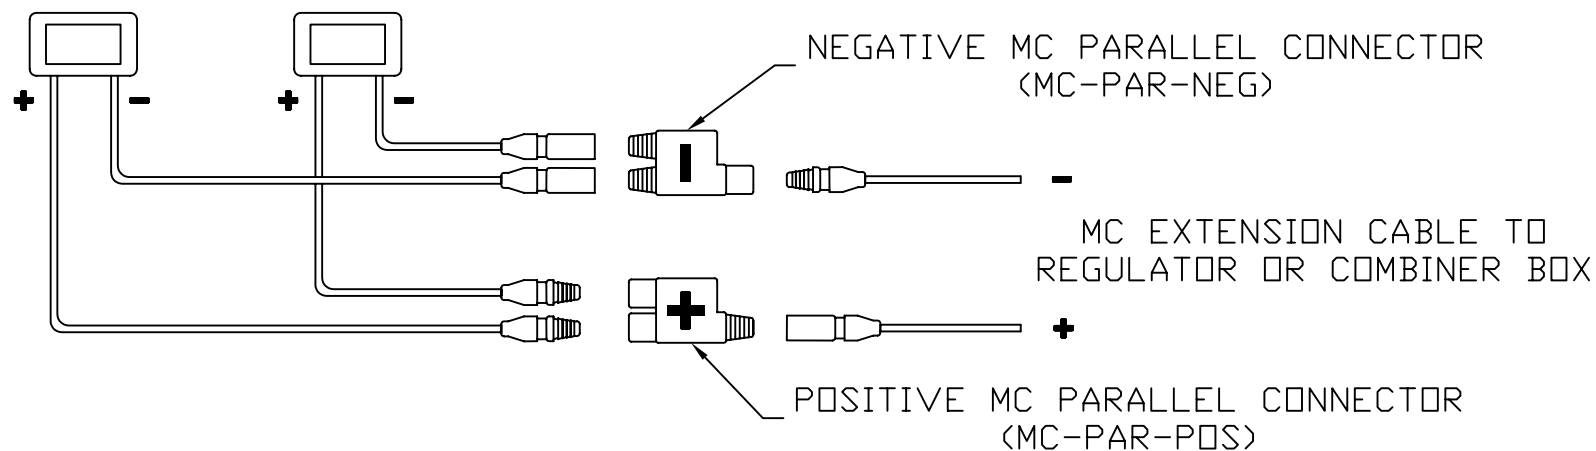 NEGATIVE MC PARALLEL CONNECTOR
(MC-PAR-NEG)
+ - + -
-
MC EXTENSION CABLE TO
REGULATOR OR COMBINER BOX
+
POSITIVE MC PARALLEL CONNECTOR
(MC-PAR-POS)